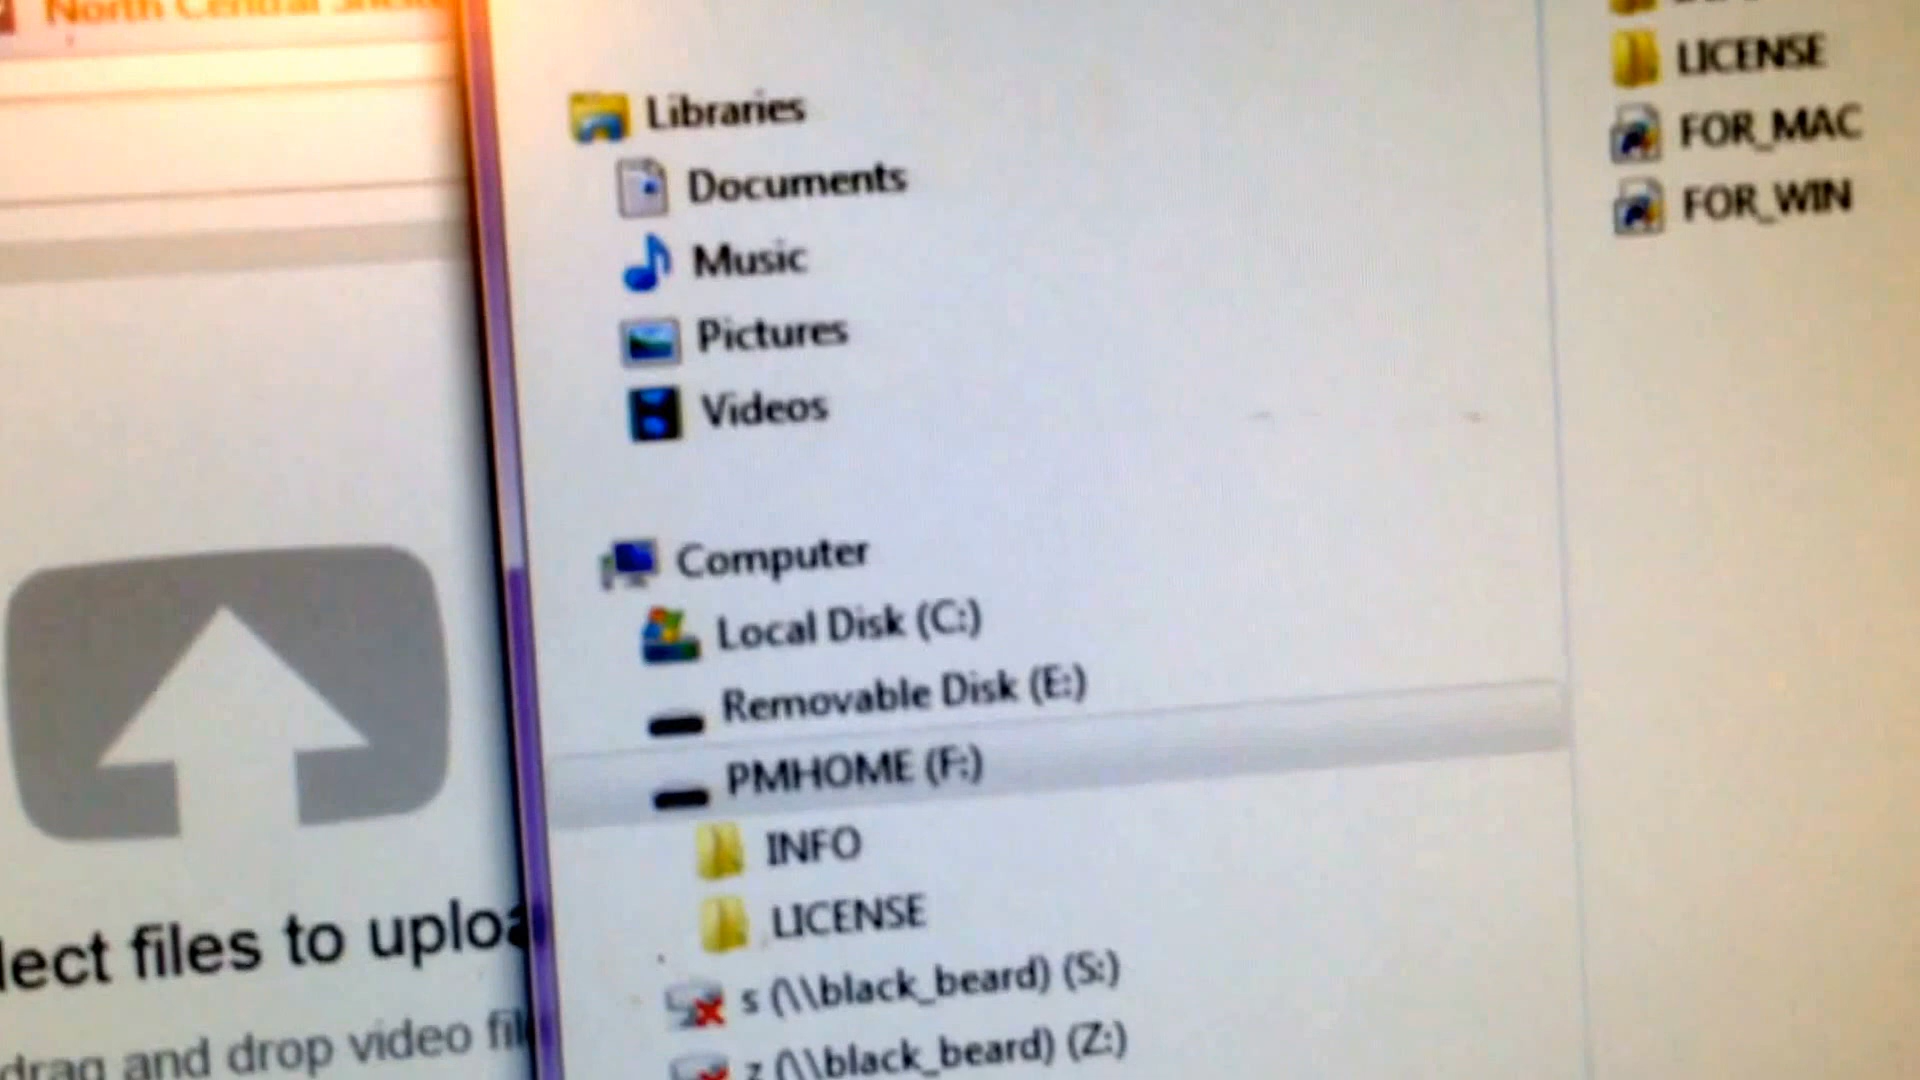 North Central
Libraries
Documents
Music
Pictures
Videos
Computer
Local Disk (C:)
Removable Disk (E:)
PMHOME (F:)
INFO
LICENSE
s (\\black_beard) (S:)
z (\\black_beard) (Z:)
LICENSE
FOR_MAC
FOR_WIN
lect files to uploa
drag and drop video fil